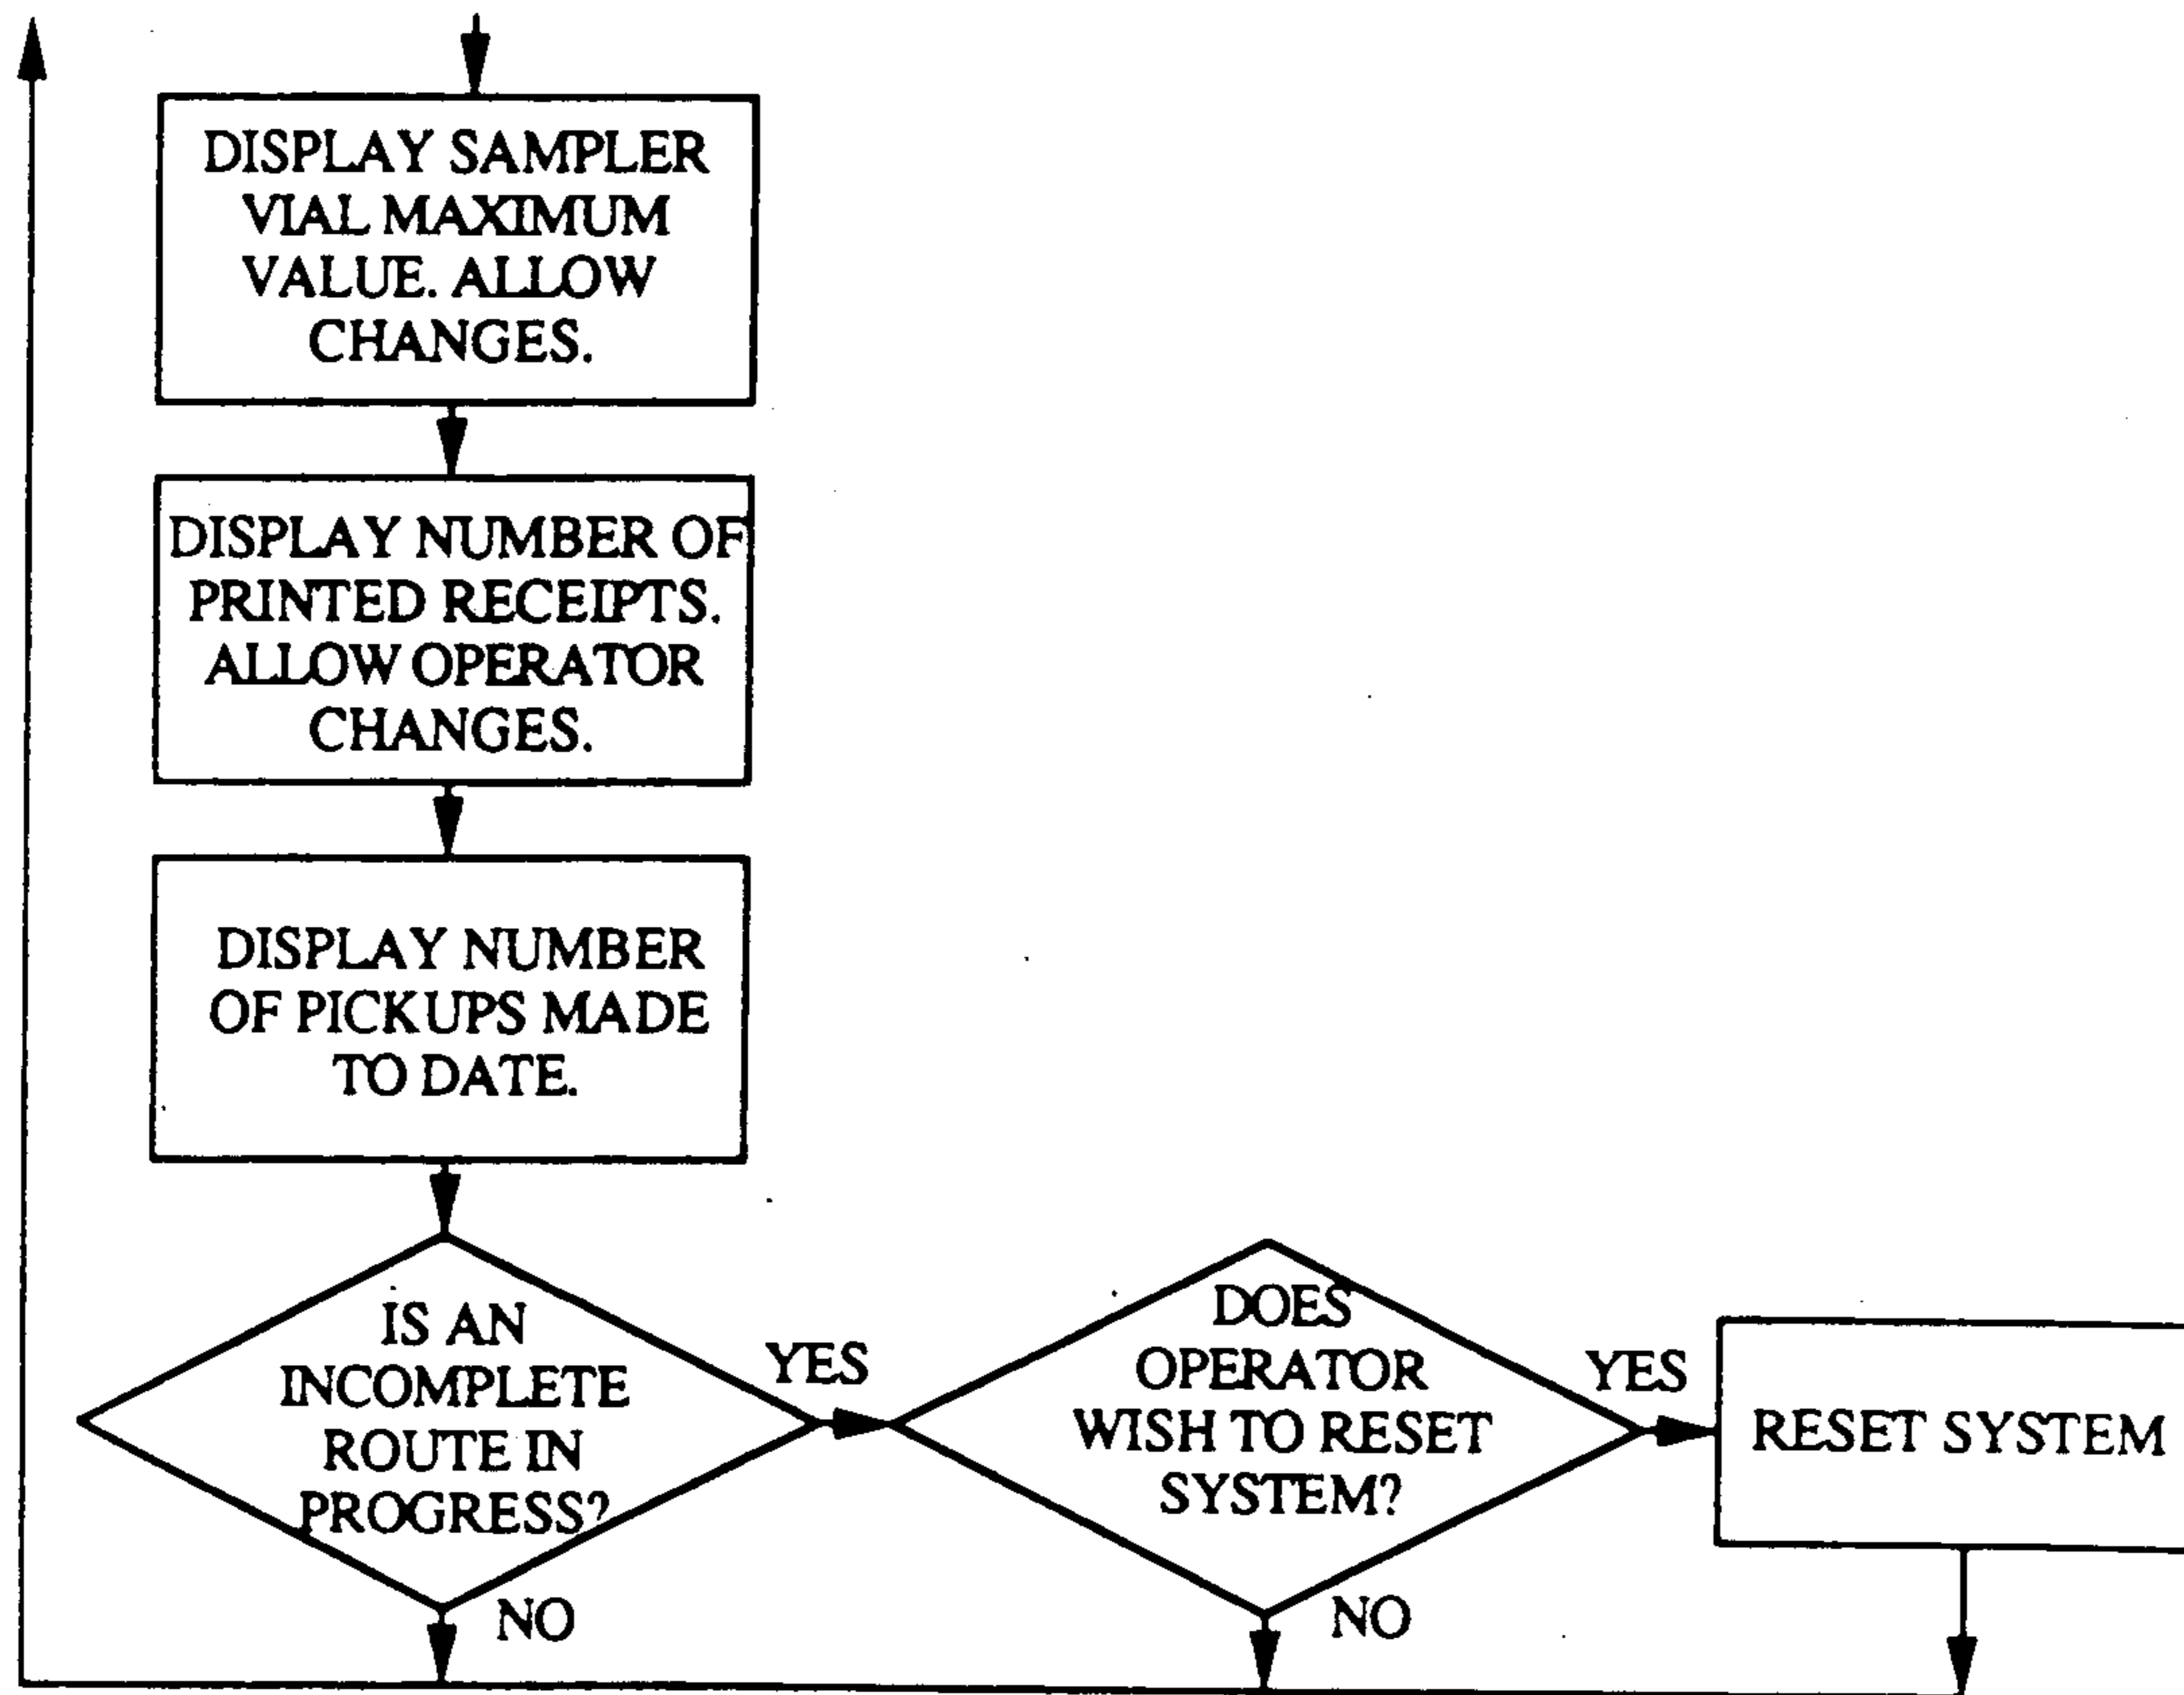 DISPLAY SAMPLER
VIAL MAXIMUM
VALUE. ALLOW
CHANGES.
DISPLAY NUMBER OF
PRINTED RECEIPTS.
ALLOW OPERATOR
CHANGES.
DISPLAY NUMBER
OF PICKUPS MADE
TO DATE.
IS AN
INCOMPLETE
ROUTE IN
PROGRESS?
YES
NO
DOES
OPERATOR
WISH TO RESET
SYSTEM?
YES
NO
RESET SYSTEM